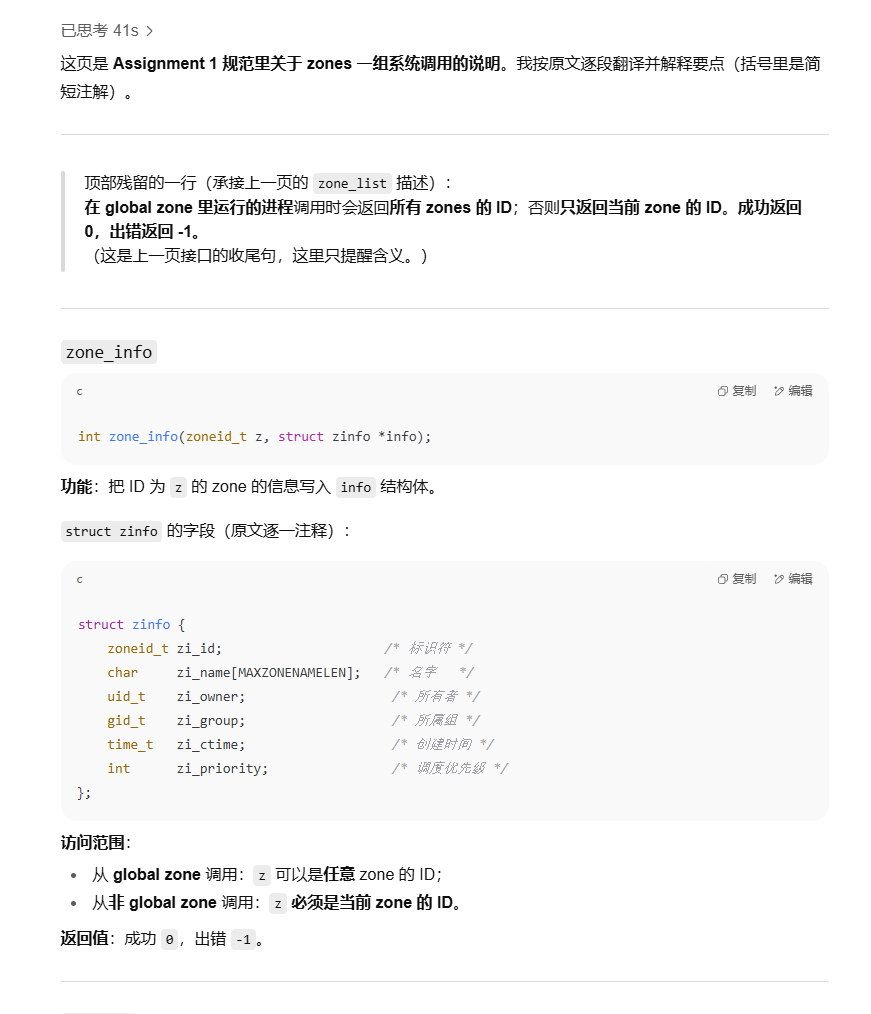 已思考 41s >
这页是 Assignment 1 规范里关于 zones 一组系统调用的说明。我按原文逐段翻译并解释要点（括号里是简
短注解）。
顶部残留的一行（承接上一页的 zone_list 描述）：
在 global zone 里运行的进程调用时会返回所有 zones 的 ID；否则只返回当前 zone 的 ID。成功返回
0，出错返回 -1。
（这是上一页接口的收尾句，这里只提醒含义。）
zone_info
c 复制 编辑
int zone_info(zoneid_t z, struct zinfo *info);
功能：把 ID 为 z 的 zone 的信息写入 info 结构体。
struct zinfo 的字段（原文逐一注释）：
c 复制 编辑
struct zinfo {
    zoneid_t zi_id;                     /* 标识符 */
    char     zi_name[MAXZONENAMELEN];   /* 名字   */
    uid_t    zi_owner;                   /* 所有者 */
    gid_t    zi_group;                   /* 所属组 */
    time_t   zi_ctime;                   /* 创建时间 */
    int      zi_priority;                /* 调度优先级 */
};
访问范围：
• 从 global zone 调用：z 可以是任意 zone 的 ID；
• 从非 global zone 调用：z 必须是当前 zone 的 ID。
返回值：成功 0，出错 -1。